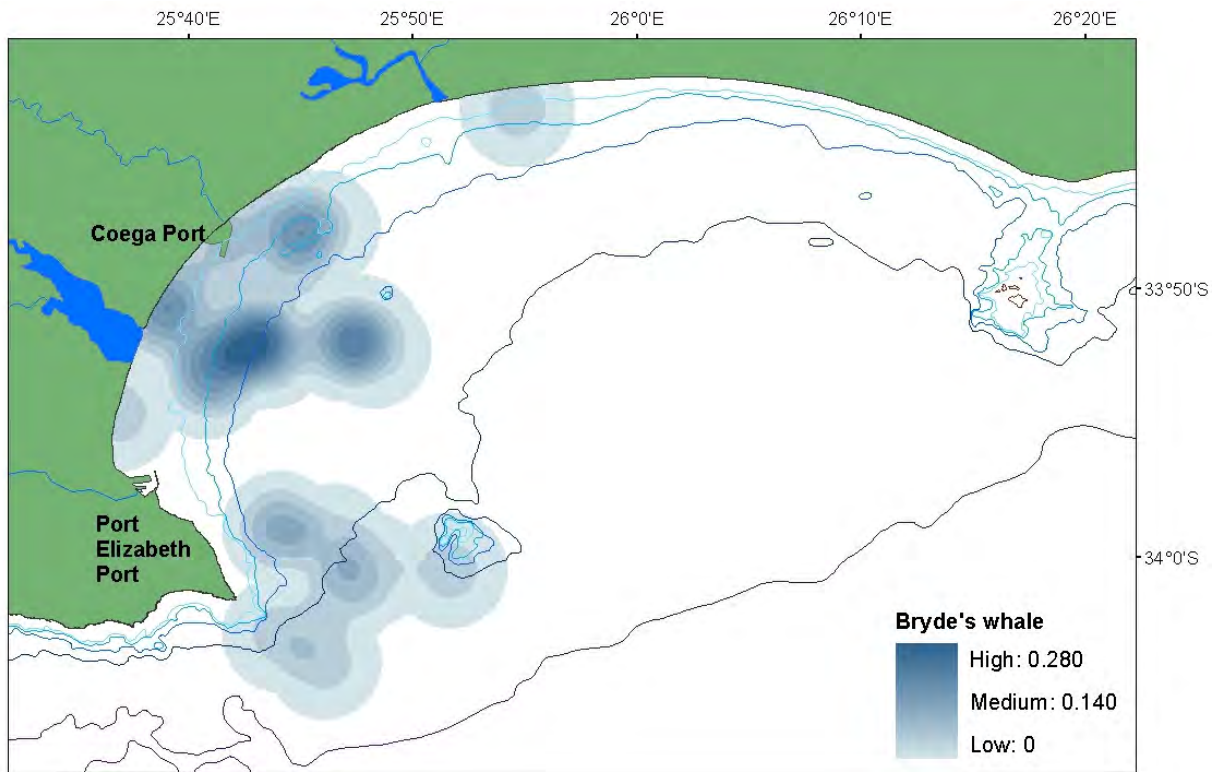 25°40'E
25°50'E
26°0'E
26°10'E
26°20'E
Coega Port
33°50'S
Port
Elizabeth
Port
34°0'S
Bryde's whale
High: 0.280
Medium: 0.140
Low: 0